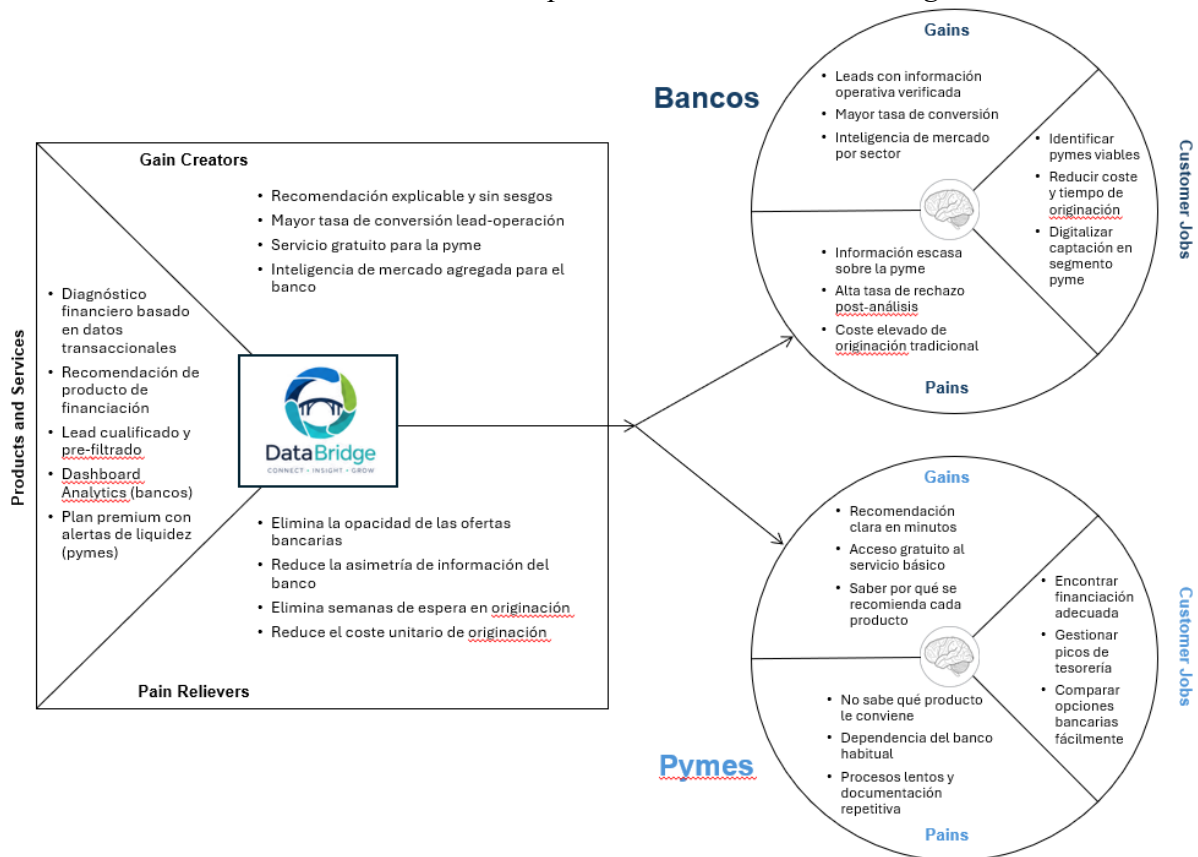 Gains
Bancos
• Leads con información
operativa verificada
• Mayor tasa de conversión
• Inteligencia de mercado
por sector
• Identificar
pymes viables
• Reducir coste
y tiempo de
originación
• Digitalizar
captación en
segmento
pyme
Customer Jobs
• Información escasa
sobre la pyme
• Alta tasa de rechazo
post-análisis
• Coste elevado de
originación tradicional
Pains
Gain Creators
• Recomendación explicable y sin sesgos
• Mayor tasa de conversión lead-operación
• Servicio gratuito para la pyme
• Inteligencia de mercado agregada para el
banco
Products and Services
• Diagnóstico
financiero basado
en datos
transaccionales
• Recomendación de
producto de
financiación
• Lead cualificado y
pre-filtrado
• Dashboard
Analytics (bancos)
• Plan premium con
alertas de liquidez
(pymes)
DataBridge
CONNECT • INSIGHT • GROW
• Elimina la opacidad de las ofertas
bancarias
• Reduce la asimetría de información del
banco
• Elimina semanas de espera en originación
• Reduce el coste unitario de originación
Pain Relievers
Gains
• Recomendación
clara en minutos
• Acceso gratuito al
servicio básico
• Saber por qué se
recomienda cada
producto
• Encontrar
financiación
adecuada
• Gestionar
picos de
tesorería
• Comparar
opciones
bancarias
fácilmente
Customer Jobs
Pymes
• No sabe qué producto
le conviene
• Dependencia del banco
habitual
• Procesos lentos y
documentación
repetitiva
Pains